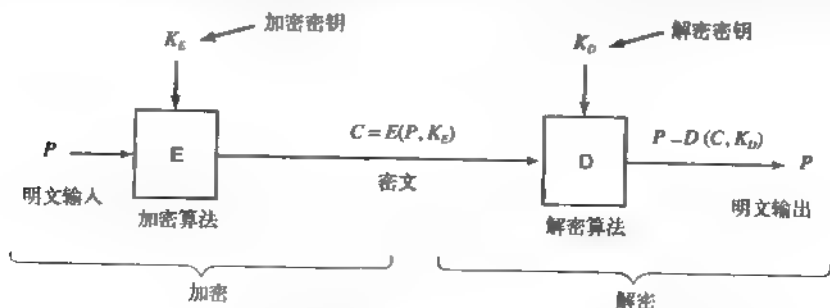 加密密钥
K_E
解密密钥
K_D
C = E(P, K_E)
P - D (C, K_D)
P
E
D
P
密文
明文输入
加密算法
解密算法
明文输出
加密
解密